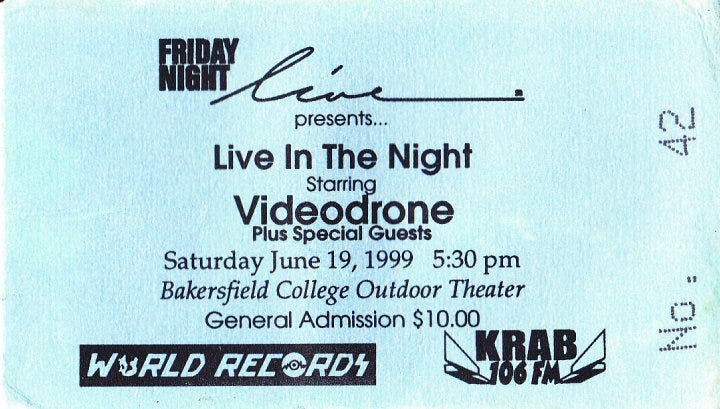 FRIDAY
NIGHT
Live
presents...
Live In The Night
Starring
Videodrone
Plus Special Guests
Saturday June 19, 1999 5:30 pm
Bakersfield College Outdoor Theater
General Admission $10.00
WORLD RECORDS
KRAB
106 FM
No: 42